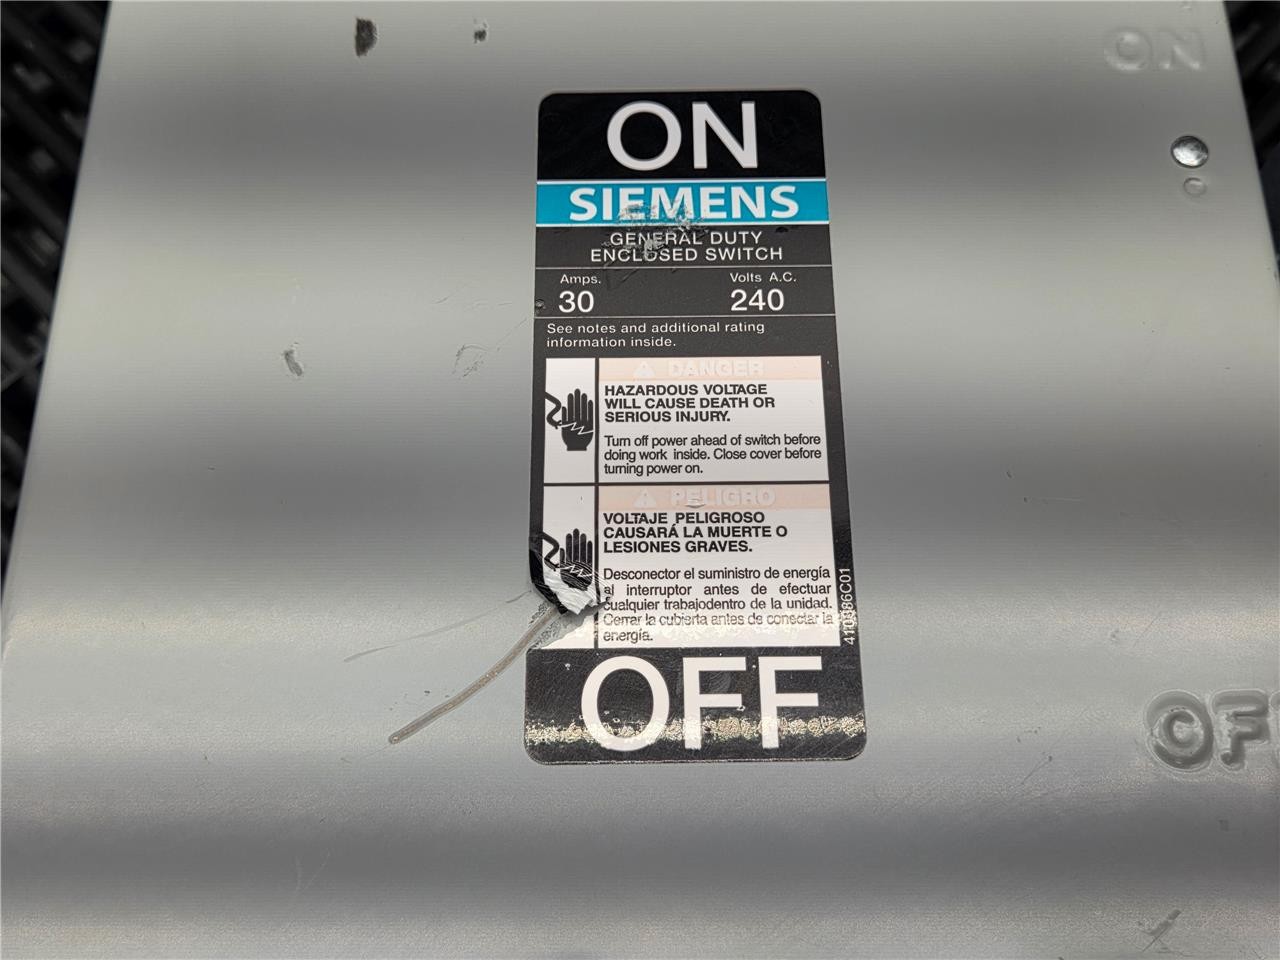 ON
ON
SIEMENS
GENERAL DUTY
ENCLOSED SWITCH
Amps. Volts A.C.
30 240
See notes and additional rating
information inside.
DANGER
HAZARDOUS VOLTAGE
WILL CAUSE DEATH OR
SERIOUS INJURY.
Turn off power ahead of switch before
doing work inside. Close cover before
turning power on.
PELIGRO
VOLTAJE PELIGROSO
CAUSARÁ LA MUERTE O
LESIONES GRAVES.
Desconector el suministro de energía
al interruptor antes de efectuar
cualquier trabajodentro de la unidad.
Cerrar la cubierta antes de conectar la
energía.
OFF